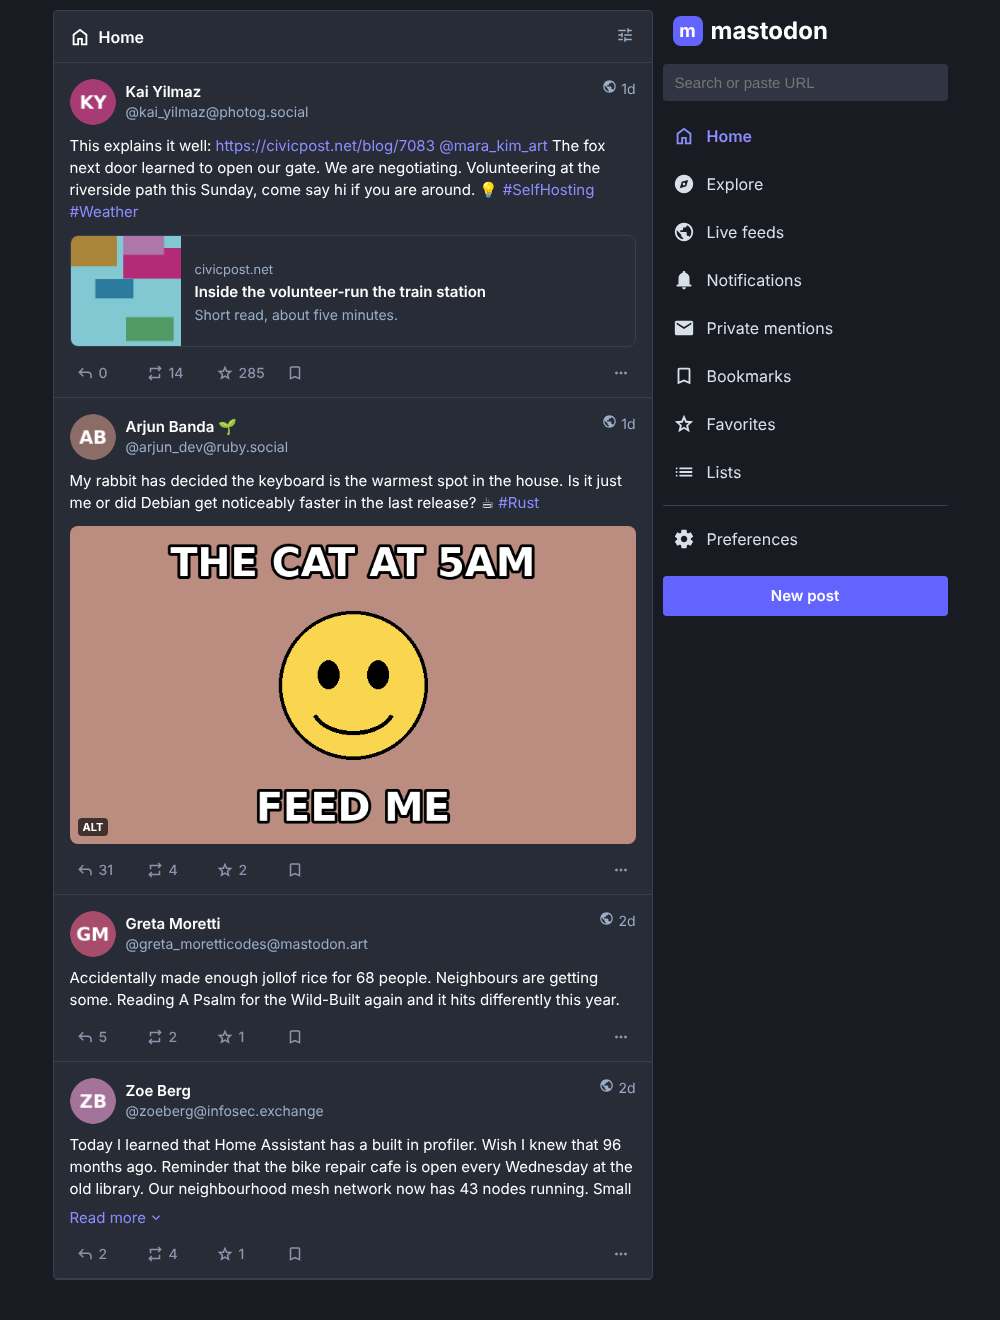 Home
KY
Kai Yilmaz
1d
@kai_yilmaz@photog.social
This explains it well: https://civicpost.net/blog/7083 @mara_kim_art The fox
next door learned to open our gate. We are negotiating. Volunteering at the
riverside path this Sunday, come say hi if you are around. 💡 #SelfHosting
#Weather
civicpost.net
Inside the volunteer-run the train station
Short read, about five minutes.
0 14 285
AB
Arjun Banda 🌱
1d
@arjun_dev@ruby.social
My rabbit has decided the keyboard is the warmest spot in the house. Is it just
me or did Debian get noticeably faster in the last release? ☕ #Rust
THE CAT AT 5AM
FEED ME
ALT
31 4 2
GM
Greta Moretti
2d
@greta_moretticodes@mastodon.art
Accidentally made enough jollof rice for 68 people. Neighbours are getting
some. Reading A Psalm for the Wild-Built again and it hits differently this year.
5 2 1
ZB
Zoe Berg
2d
@zoeberg@infosec.exchange
Today I learned that Home Assistant has a built in profiler. Wish I knew that 96
months ago. Reminder that the bike repair cafe is open every Wednesday at the
old library. Our neighbourhood mesh network now has 43 nodes running. Small
Read more
2 4 1
m mastodon
Search or paste URL
Home
Explore
Live feeds
Notifications
Private mentions
Bookmarks
Favorites
Lists
Preferences
New post